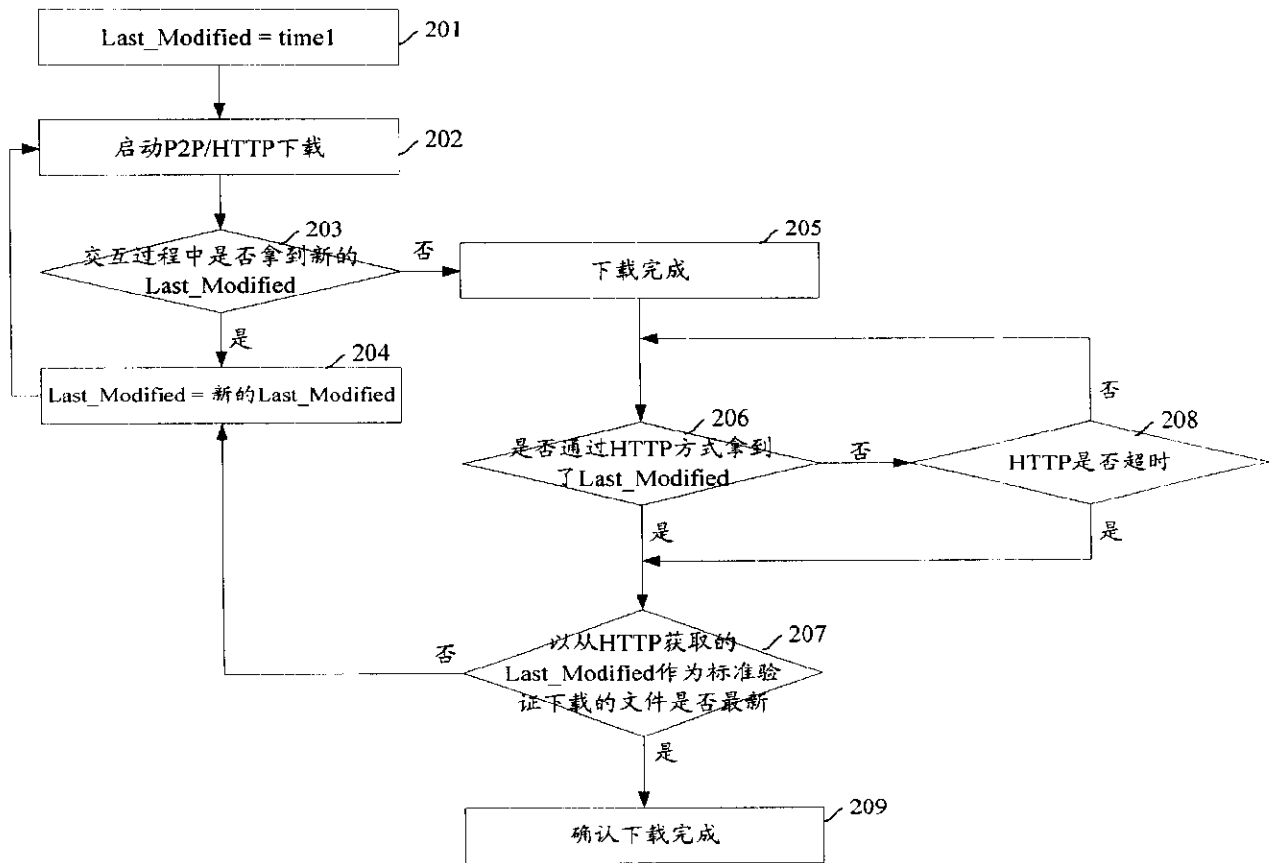 Last_Modified = time1
201
启动P2P/HTTP下载
202
203
交互过程中是否拿到新的
Last_Modified
否
205
下载完成
是
204
Last_Modified = 新的Last_Modified
否
206
是否通过HTTP方式拿到
了Last_Modified
否
208
HTTP是否超时
是
是
207
以从HTTP获取的
Last_Modified作为标准验
证下载的文件是否最新
否
是
209
确认下载完成